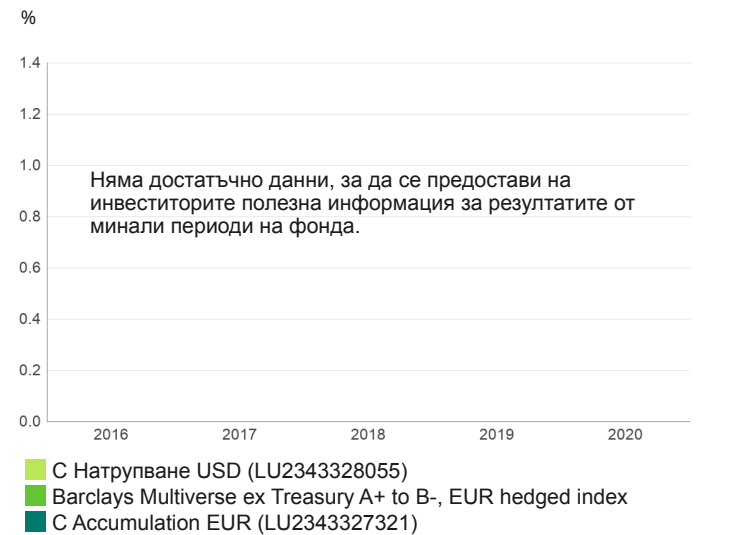 %
1.4
1.2
1.0
Няма достатъчно данни, за да се предостави на
инвеститорите полезна информация за резултатите от
минали периоди на фонда.
0.8
0.6
0.4
0.2
0.0
2016 2017 2018 2019 2020
С Натрупване USD (LU2343328055)
Barclays Multiverse ex Treasury A+ to B-, EUR hedged index
C Accumulation EUR (LU2343327321)